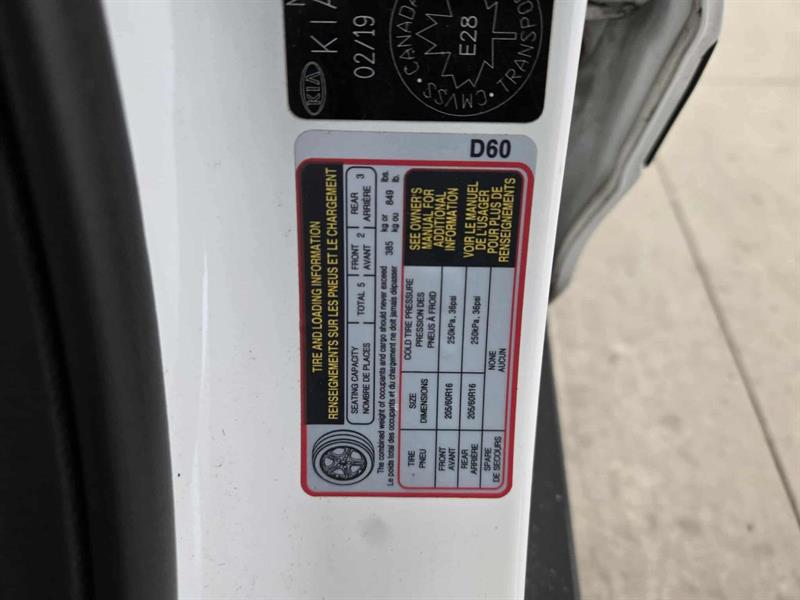 KIA
02/19
CANADA
E28
CMVSS
KIA
D60
TIRE AND LOADING INFORMATION
RENSEIGNEMENTS SUR LES PNEUS ET LE CHARGEMENT
SEATING CAPACITY
NOMBRE DE PLACES
TOTAL 5
FRONT 2
AVANT
REAR 3
ARRIÈRE
The combined weight of occupants and cargo should never exceed 385 kg or 849 lbs.
Le poids total des occupants et du chargement ne doit jamais dépasser kg ou lb.
TIRE
PNEU
SIZE
DIMENSIONS
COLD TIRE PRESSURE
PRESSION DES
PNEUS À FROID
FRONT
AVANT
205/60R16
250kPa, 36psi
REAR
ARRIÈRE
205/60R16
250kPa, 36psi
SPARE
DE SECOURS
NONE
AUCUN
SEE OWNER'S
MANUAL FOR
ADDITIONAL
INFORMATION
VOIR LE MANUEL
DE L'USAGER
POUR PLUS DE
RENSEIGNEMENTS